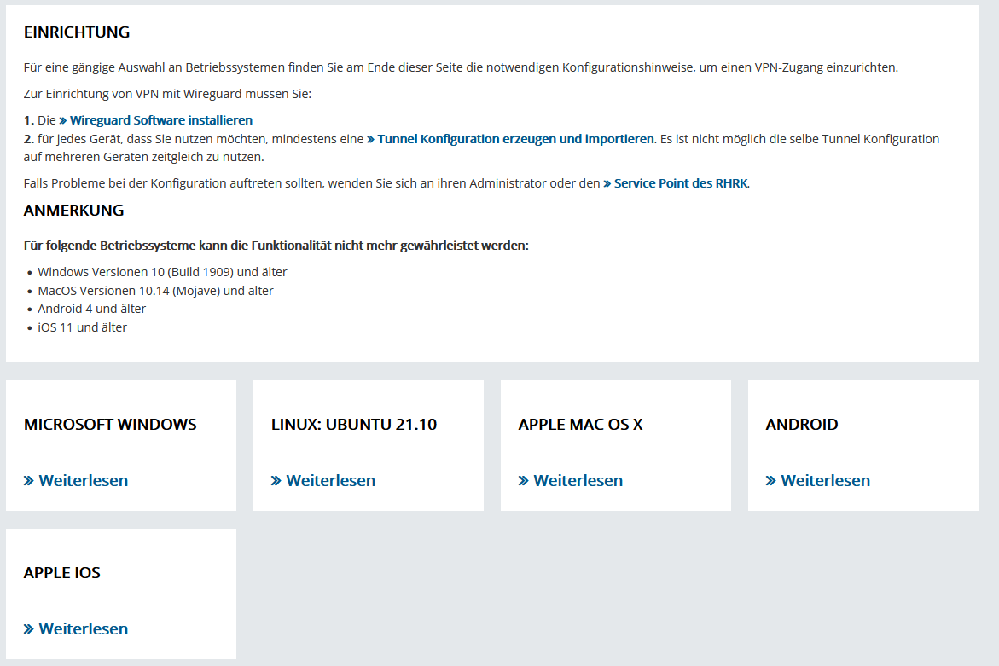 EINRICHTUNG
Für eine gängige Auswahl an Betriebssystemen finden Sie am Ende dieser Seite die notwendigen Konfigurationshinweise, um einen VPN-Zugang einzurichten.
Zur Einrichtung von VPN mit Wireguard müssen Sie:
1. Die » Wireguard Software installieren
2. für jedes Gerät, dass Sie nutzen möchten, mindestens eine » Tunnel Konfiguration erzeugen und importieren. Es ist nicht möglich die selbe Tunnel Konfiguration
auf mehreren Geräten zeitgleich zu nutzen.
Falls Probleme bei der Konfiguration auftreten sollten, wenden Sie sich an ihren Administrator oder den » Service Point des RHRK.
ANMERKUNG
Für folgende Betriebssysteme kann die Funktionalität nicht mehr gewährleistet werden:
• Windows Versionen 10 (Build 1909) und älter
• MacOS Versionen 10.14 (Mojave) und älter
• Android 4 und älter
• iOS 11 und älter
MICROSOFT WINDOWS
» Weiterlesen
LINUX: UBUNTU 21.10
» Weiterlesen
APPLE MAC OS X
» Weiterlesen
ANDROID
» Weiterlesen
APPLE IOS
» Weiterlesen